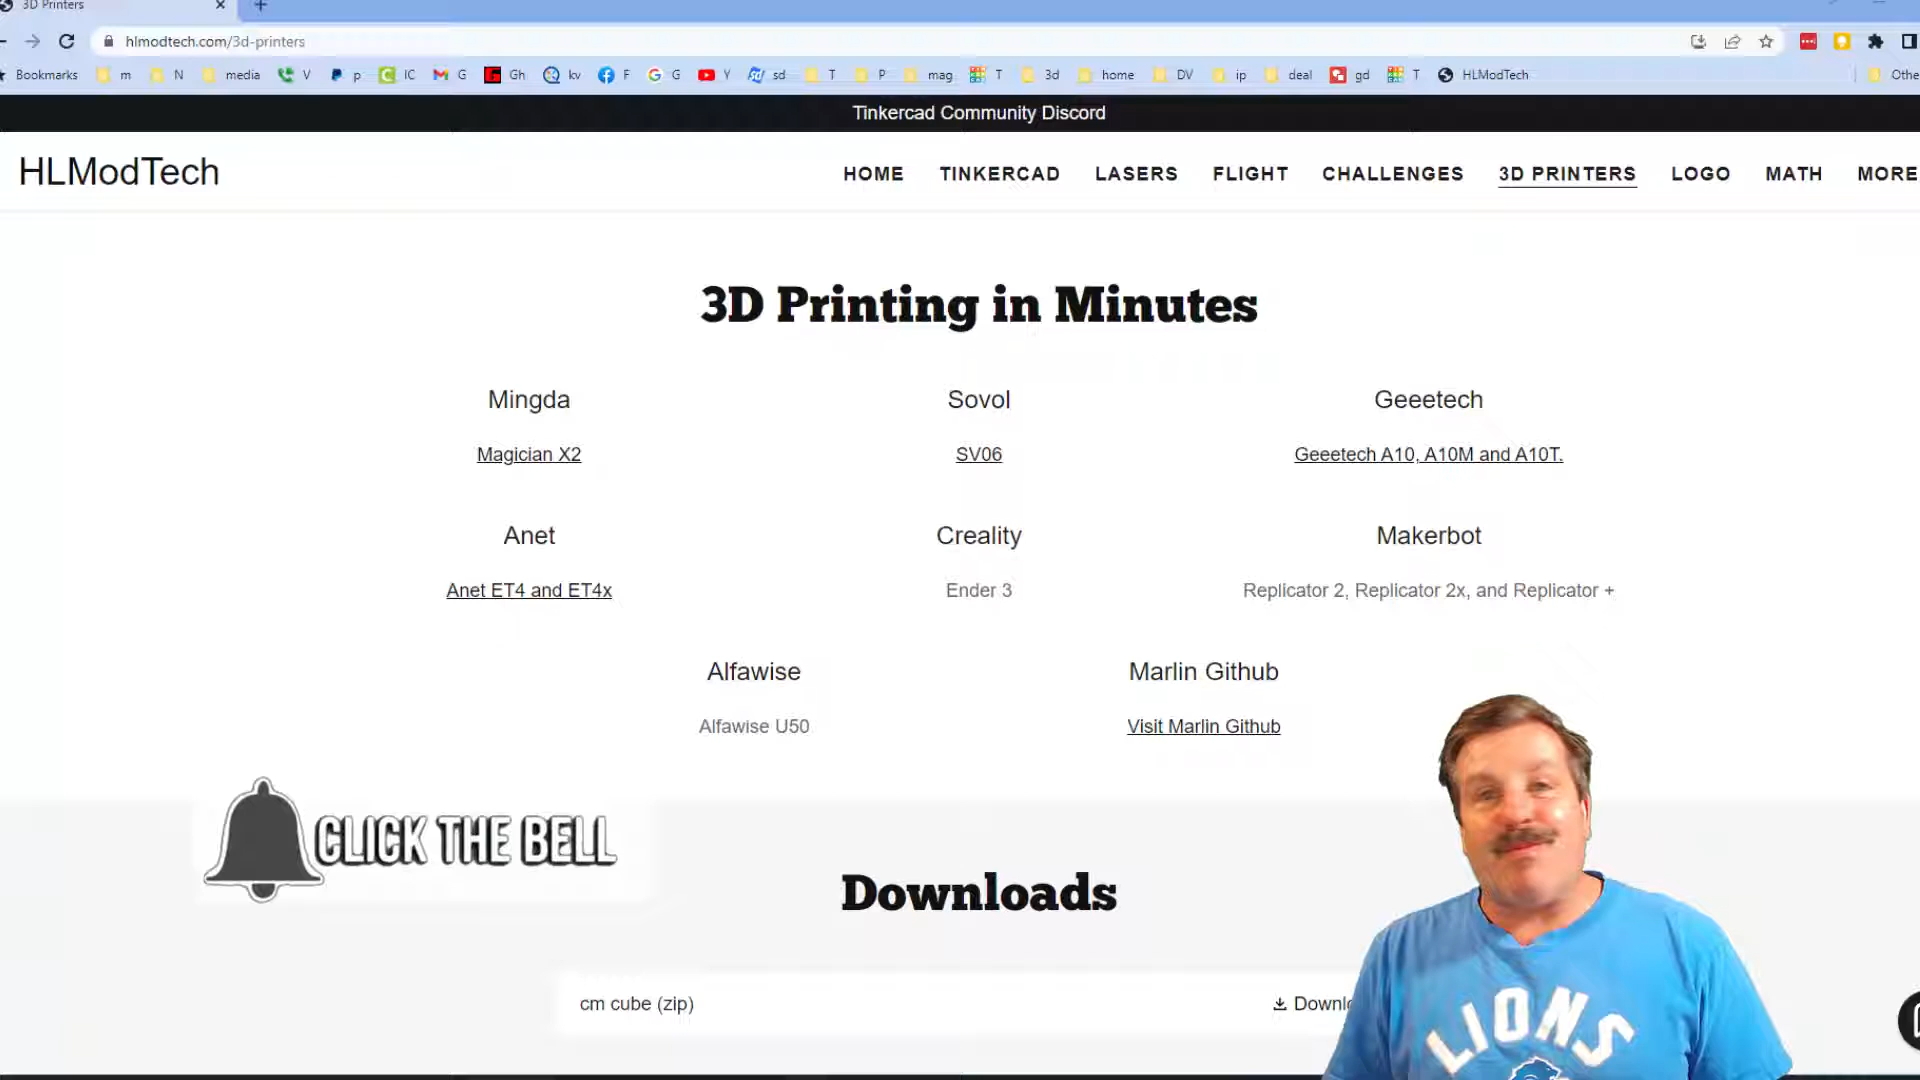 3D Printers
hlmodtech.com/3d-printers
Bookmarks m N media V p IC G Gh kv F G Y sd T P mag T 3d home DV ip deal gd T HLModTech Othe
Tinkercad Community Discord
HLModTech HOME TINKERCAD LASERS FLIGHT CHALLENGES 3D PRINTERS LOGO MATH MORE
3D Printing in Minutes
Mingda Sovol Geeetech
Magician X2 SV06 Geeetech A10, A10M and A10T.
Anet Creality Makerbot
Anet ET4 and ET4x Ender 3 Replicator 2, Replicator 2x, and Replicator +
Alfawise Marlin Github
Alfawise U50 Visit Marlin Github
CLICK THE BELL
Downloads
cm cube (zip) Downlo
LIONS